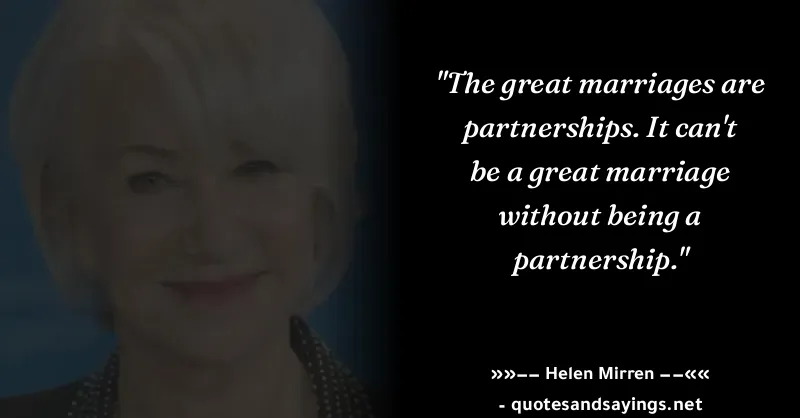 "The great marriages are
partnerships. It can't
be a great marriage
without being a
partnership."
»»−− Helen Mirren −−««
- quotesandsayings.net